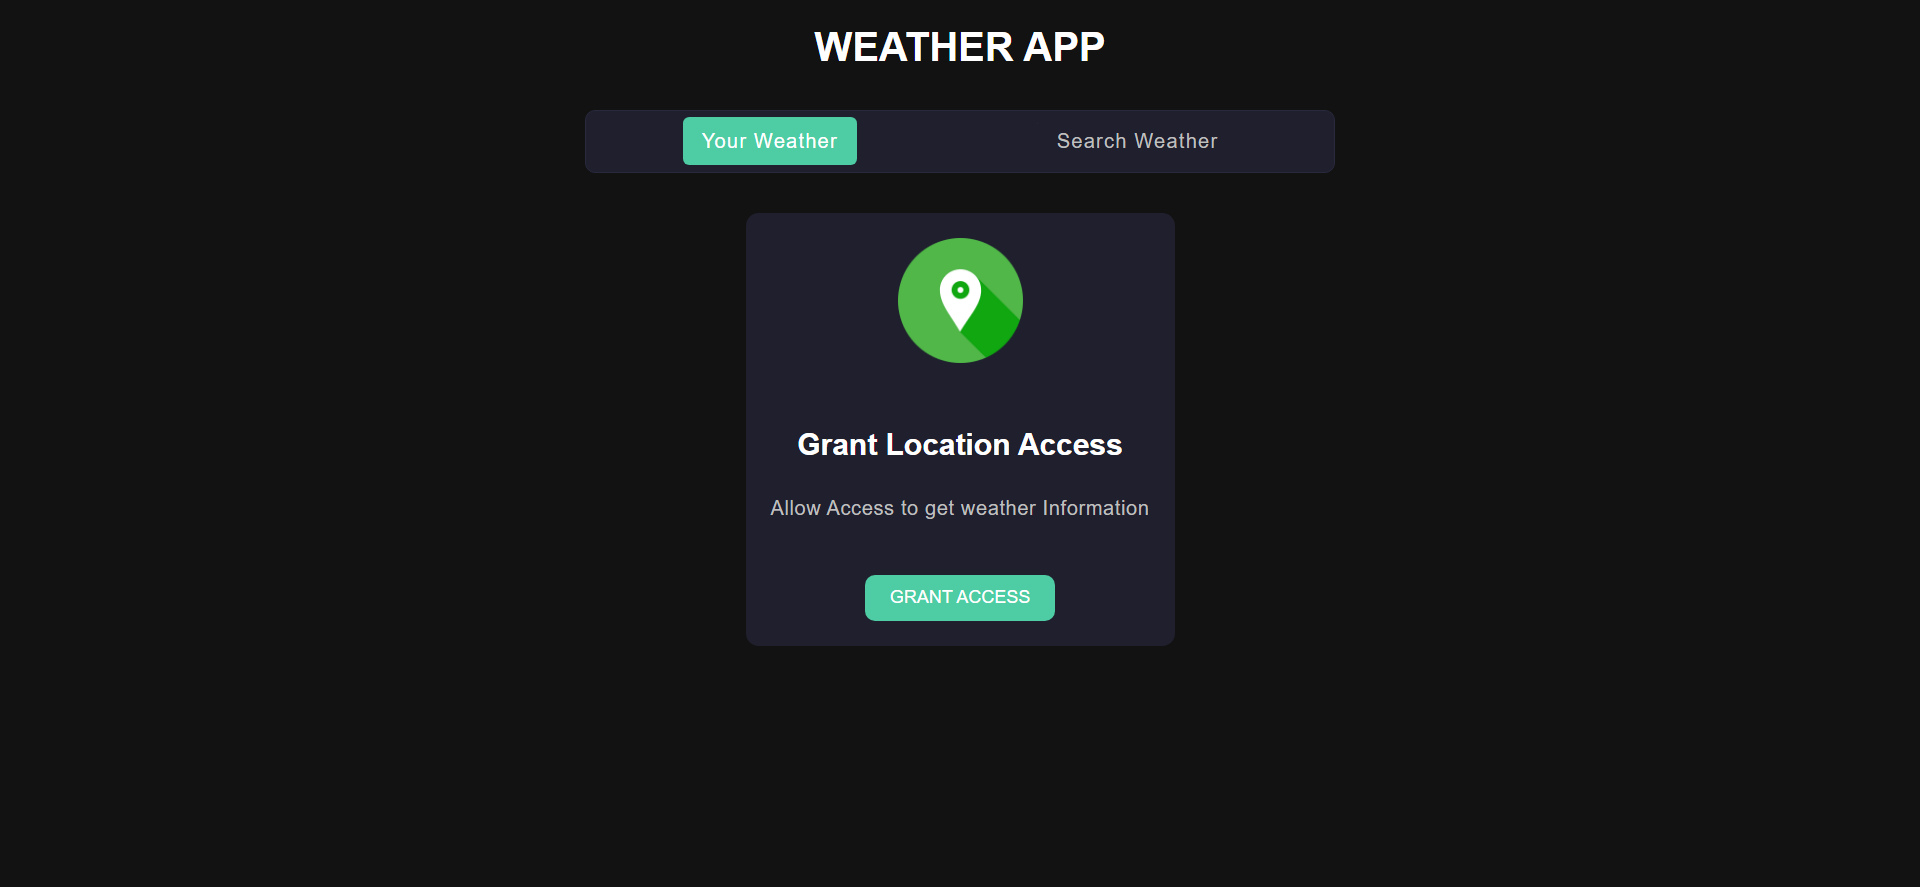 WEATHER APP
Your Weather
Search Weather
Grant Location Access
Allow Access to get weather Information
GRANT ACCESS